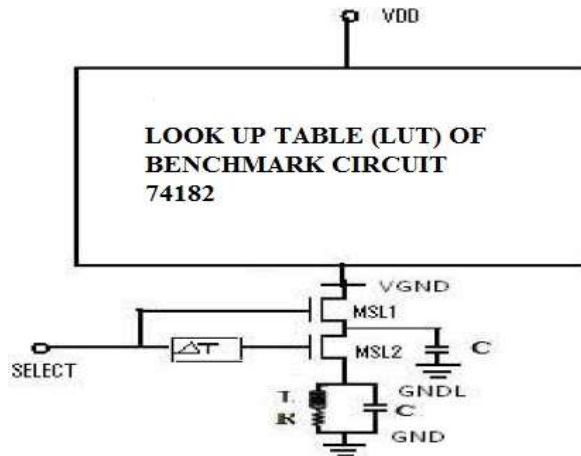 VDD
LOOK UP TABLE (LUT) OF
BENCHMARK CIRCUIT
74182
VGND
MSL1
ΔT
MSL2
C
SELECT
L
R
C
GNDL
GND